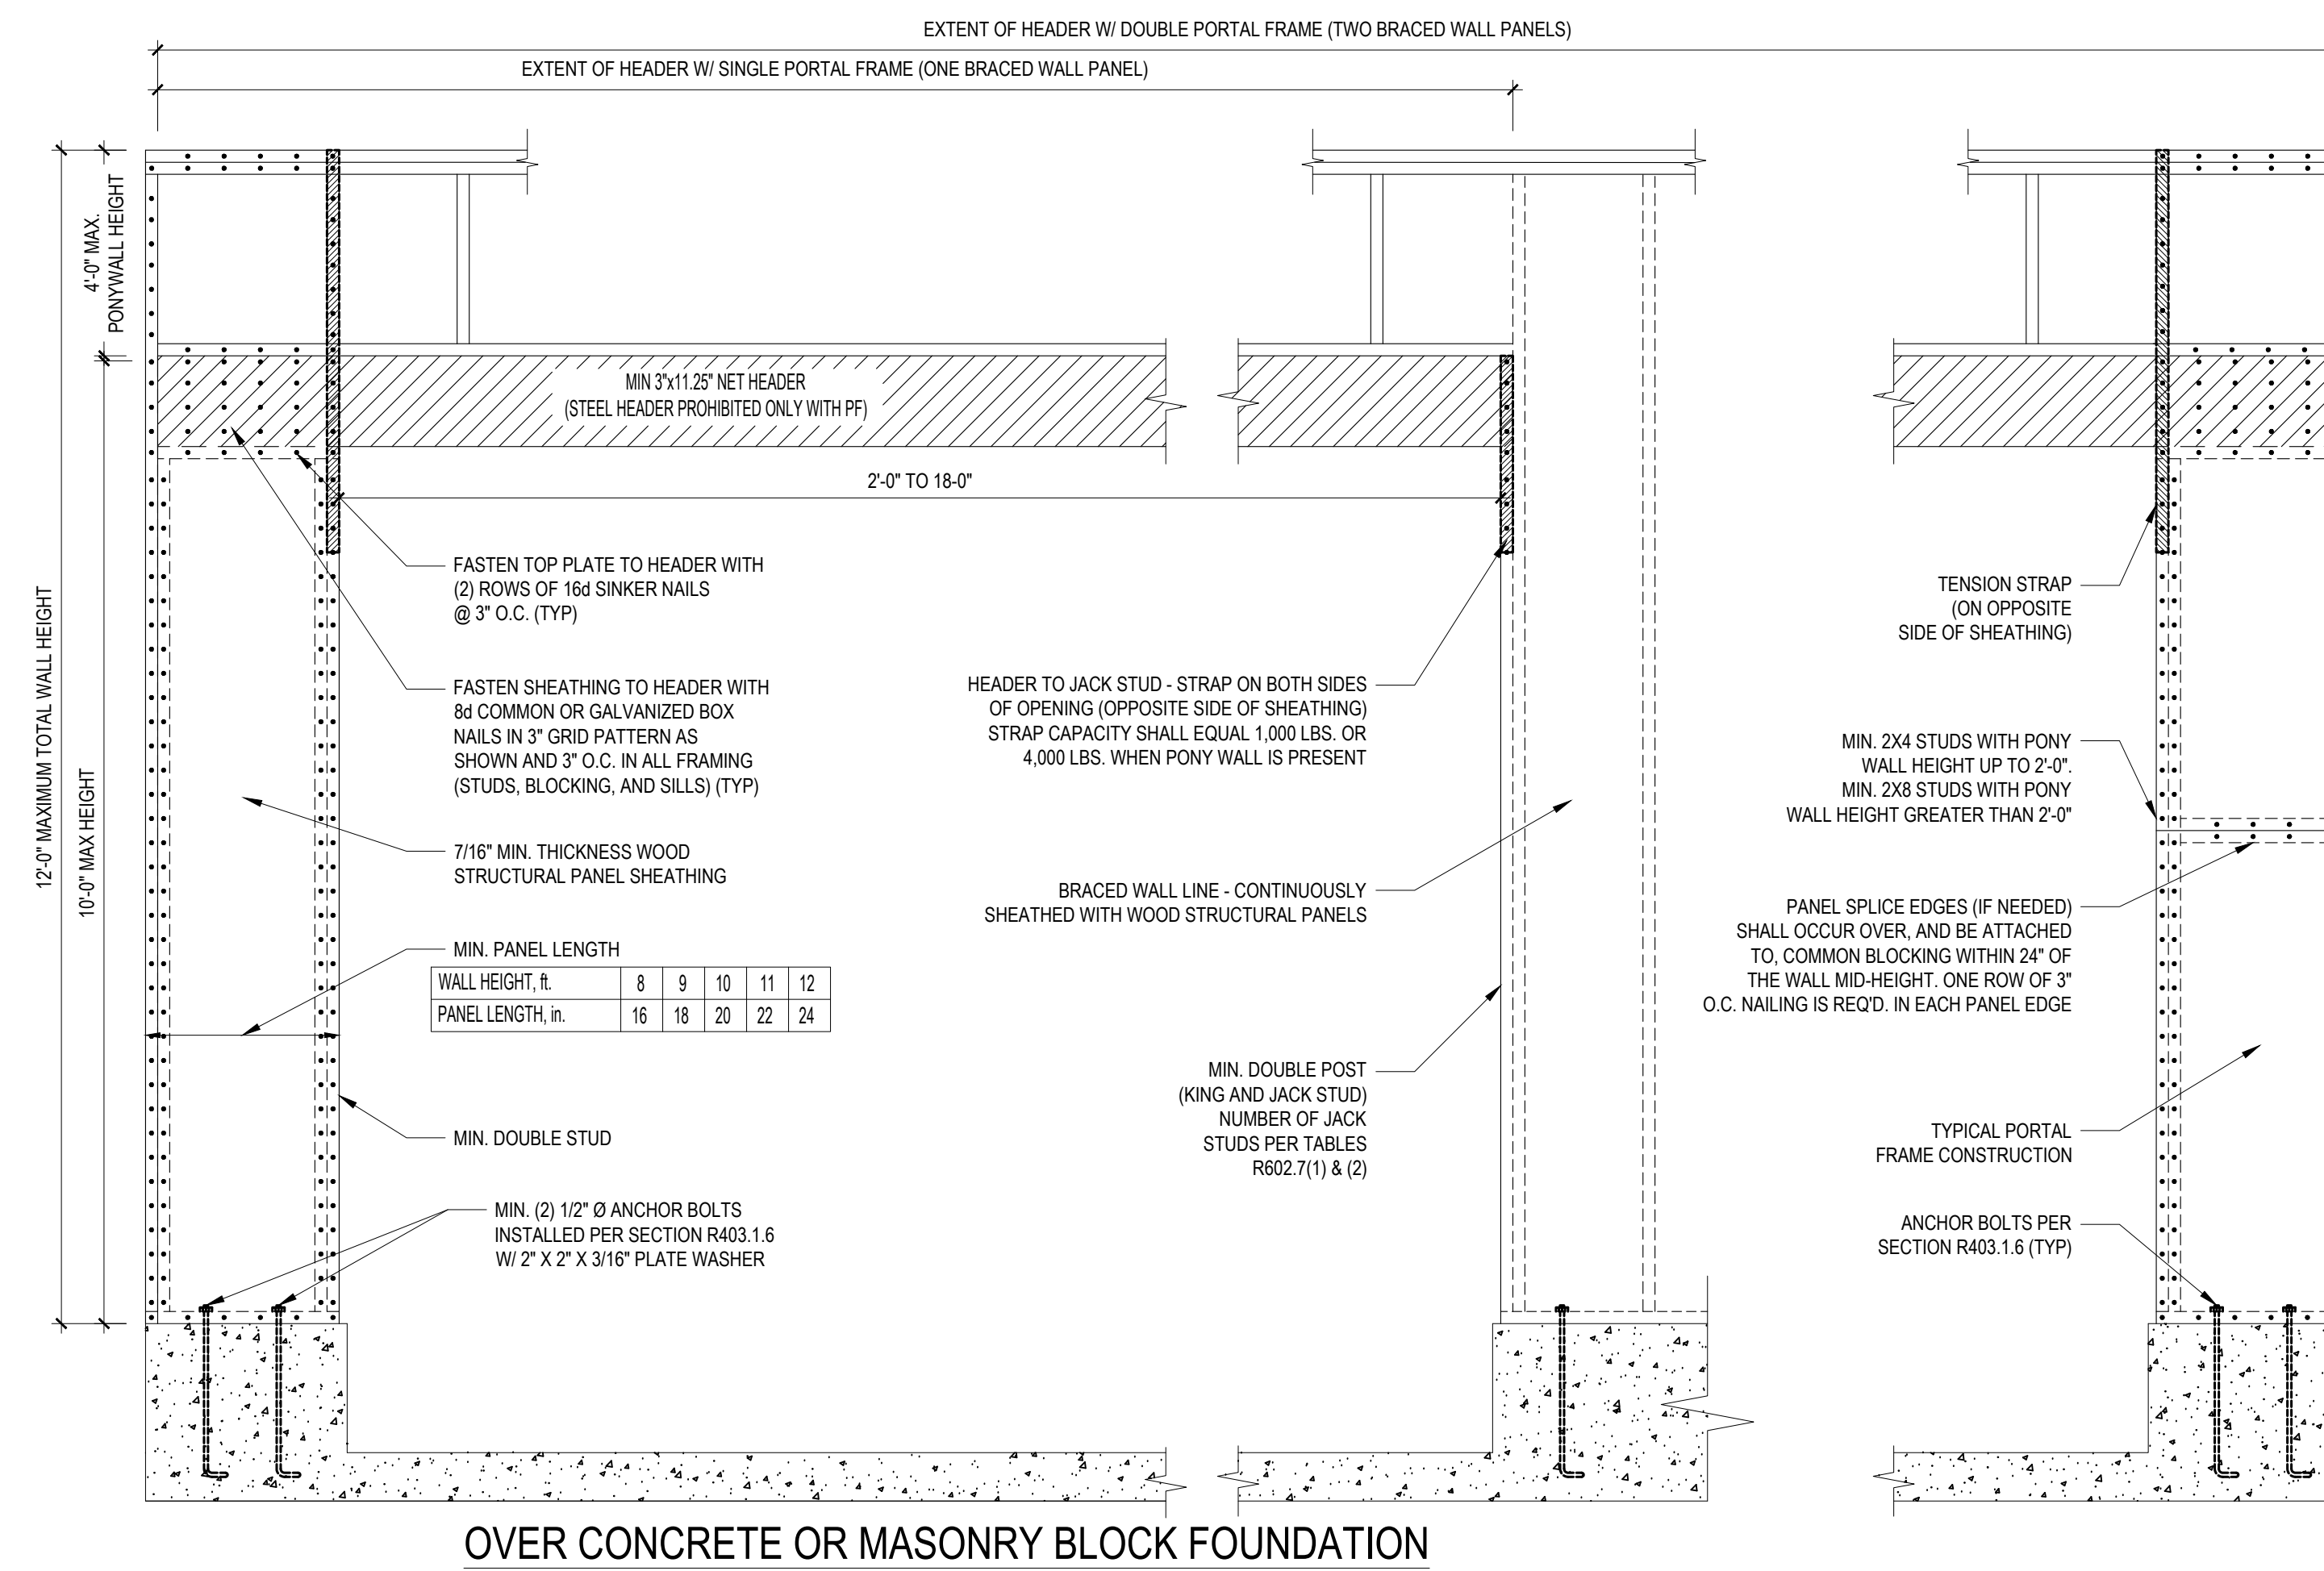 EXTENT OF HEADER W/ DOUBLE PORTAL FRAME (TWO BRACED WALL PANELS)
EXTENT OF HEADER W/ SINGLE PORTAL FRAME (ONE BRACED WALL PANEL)
4'-0" MAX.
PONYWALL HEIGHT
12'-0" MAXIMUM TOTAL WALL HEIGHT
10'-0" MAX HEIGHT
MIN 3"x11.25" NET HEADER
(STEEL HEADER PROHIBITED ONLY WITH PF)
2'-0" TO 18-0"
FASTEN TOP PLATE TO HEADER WITH
(2) ROWS OF 16d SINKER NAILS
@ 3" O.C. (TYP)
FASTEN SHEATHING TO HEADER WITH
8d COMMON OR GALVANIZED BOX
NAILS IN 3" GRID PATTERN AS
SHOWN AND 3" O.C. IN ALL FRAMING
(STUDS, BLOCKING, AND SILLS) (TYP)
7/16" MIN. THICKNESS WOOD
STRUCTURAL PANEL SHEATHING
MIN. PANEL LENGTH
WALL HEIGHT, ft. 8 9 10 11 12
PANEL LENGTH, in. 16 18 20 22 24
MIN. DOUBLE STUD
MIN. (2) 1/2" Ø ANCHOR BOLTS
INSTALLED PER SECTION R403.1.6
W/ 2" X 2" X 3/16" PLATE WASHER
HEADER TO JACK STUD - STRAP ON BOTH SIDES
OF OPENING (OPPOSITE SIDE OF SHEATHING)
STRAP CAPACITY SHALL EQUAL 1,000 LBS. OR
4,000 LBS. WHEN PONY WALL IS PRESENT
BRACED WALL LINE - CONTINUOUSLY
SHEATHED WITH WOOD STRUCTURAL PANELS
MIN. DOUBLE POST
(KING AND JACK STUD)
NUMBER OF JACK
STUDS PER TABLES
R602.7(1) & (2)
TENSION STRAP
(ON OPPOSITE
SIDE OF SHEATHING)
MIN. 2X4 STUDS WITH PONY
WALL HEIGHT UP TO 2'-0".
MIN. 2X8 STUDS WITH PONY
WALL HEIGHT GREATER THAN 2'-0"
PANEL SPLICE EDGES (IF NEEDED)
SHALL OCCUR OVER, AND BE ATTACHED
TO, COMMON BLOCKING WITHIN 24" OF
THE WALL MID-HEIGHT. ONE ROW OF 3"
O.C. NAILING IS REQ'D. IN EACH PANEL EDGE
TYPICAL PORTAL
FRAME CONSTRUCTION
ANCHOR BOLTS PER
SECTION R403.1.6 (TYP)
OVER CONCRETE OR MASONRY BLOCK FOUNDATION